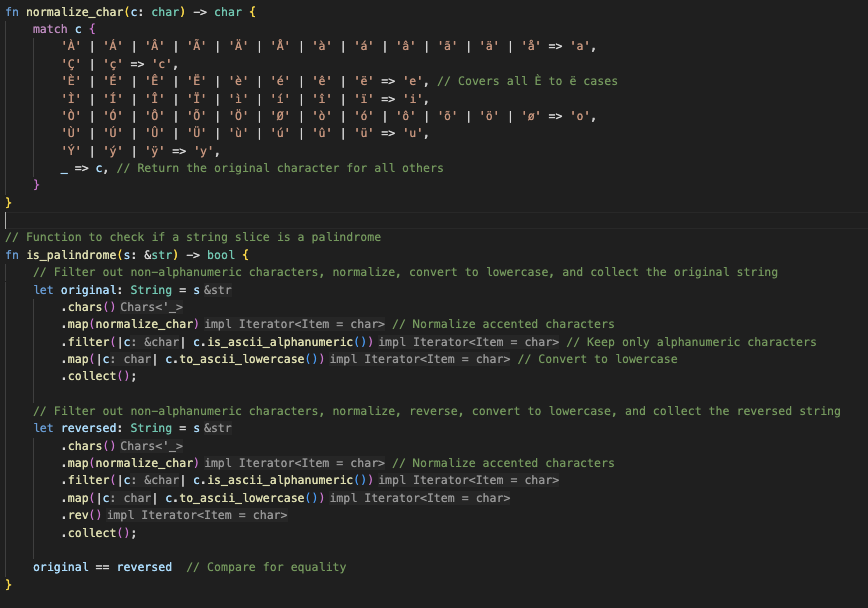 fn normalize_char(c: char) -> char {
    match c {
        'À' | 'Á' | 'Â' | 'Ã' | 'Ä' | 'Å' | 'à' | 'á' | 'â' | 'ã' | 'ä' | 'å' => 'a',
        'Ç' | 'ç' => 'c',
        'È' | 'É' | 'Ê' | 'Ë' | 'è' | 'é' | 'ê' | 'ë' => 'e', // Covers all È to ë cases
        'Ì' | 'Í' | 'Î' | 'Ï' | 'ì' | 'í' | 'î' | 'ï' => 'i',
        'Ò' | 'Ó' | 'Ô' | 'Õ' | 'Ö' | 'Ø' | 'ò' | 'ó' | 'ô' | 'õ' | 'ö' | 'ø' => 'o',
        'Ù' | 'Ú' | 'Û' | 'Ü' | 'ù' | 'ú' | 'û' | 'ü' => 'u',
        'Ý' | 'ý' | 'ÿ' => 'y',
        _ => c, // Return the original character for all others
    }
}
// Function to check if a string slice is a palindrome
fn is_palindrome(s: &str) -> bool {
    // Filter out non-alphanumeric characters, normalize, convert to lowercase, and collect the original string
    let original: String = s &str
        .chars() Chars<'_>
        .map(normalize_char) impl Iterator<Item = char> // Normalize accented characters
        .filter(|c: &char| c.is_ascii_alphanumeric()) impl Iterator<Item = char> // Keep only alphanumeric characters
        .map(|c: char| c.to_ascii_lowercase()) impl Iterator<Item = char> // Convert to lowercase
        .collect();
    // Filter out non-alphanumeric characters, normalize, reverse, convert to lowercase, and collect the reversed string
    let reversed: String = s &str
        .chars() Chars<'_>
        .map(normalize_char) impl Iterator<Item = char> // Normalize accented characters
        .filter(|c: &char| c.is_ascii_alphanumeric()) impl Iterator<Item = char>
        .map(|c: char| c.to_ascii_lowercase()) impl Iterator<Item = char>
        .rev() impl Iterator<Item = char>
        .collect();
    original == reversed  // Compare for equality
}